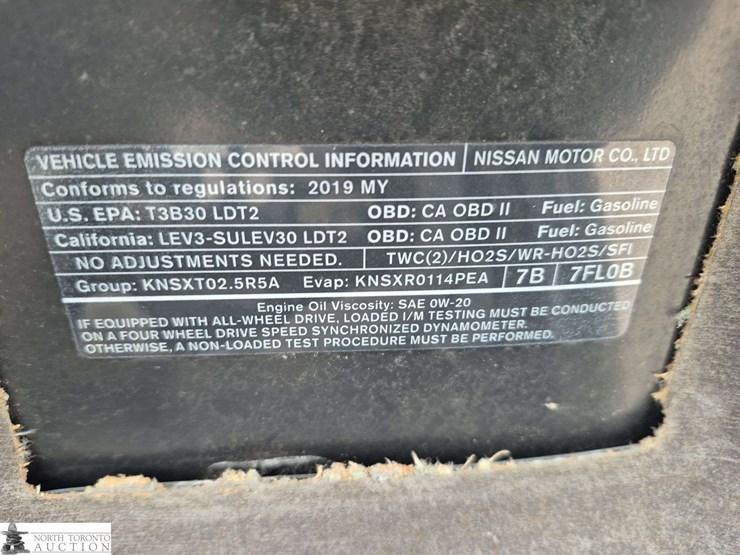 VEHICLE EMISSION CONTROL INFORMATION NISSAN MOTOR CO., LTD
Conforms to regulations: 2019 MY
U.S. EPA: T3B30 LDT2 OBD: CA OBD II Fuel: Gasoline
California: LEV3-SULEV30 LDT2 OBD: CA OBD II Fuel: Gasoline
NO ADJUSTMENTS NEEDED. TWC(2)/HO2S/WR-HO2S/SFI
Group: KNSXT02.5R5A Evap: KNSXR0114PEA 7B 7FL0B
Engine Oil Viscosity: SAE 0W-20
IF EQUIPPED WITH ALL-WHEEL DRIVE, LOADED I/M TESTING MUST BE CONDUCTED
ON A FOUR WHEEL DRIVE SPEED SYNCHRONIZED DYNAMOMETER.
OTHERWISE, A NON-LOADED TEST PROCEDURE MUST BE PERFORMED.
NORTH TORONTO
AUCTION